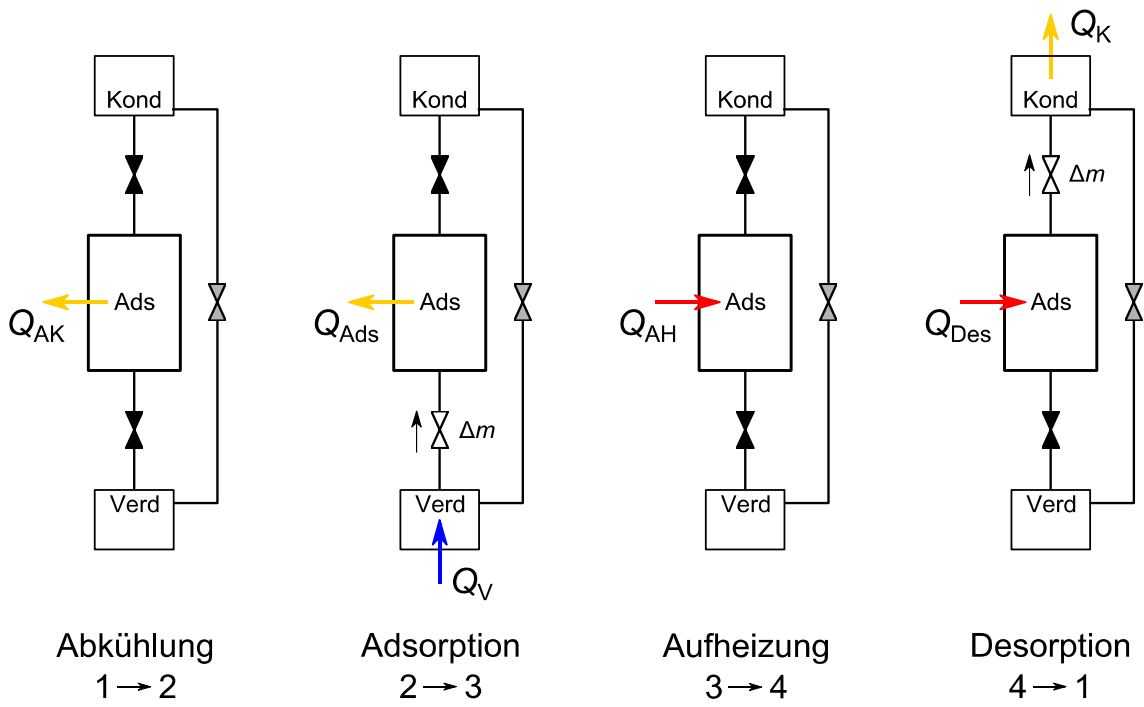 Q_K
Kond
Kond
Kond
Kond
Δm
Ads
Ads
Ads
Ads
Q_AK
Q_Ads
Q_AH
Q_Des
Δm
Verd
Verd
Verd
Verd
Q_V
Abkühlung
Adsorption
Aufheizung
Desorption
1 → 2
2 → 3
3 → 4
4 → 1